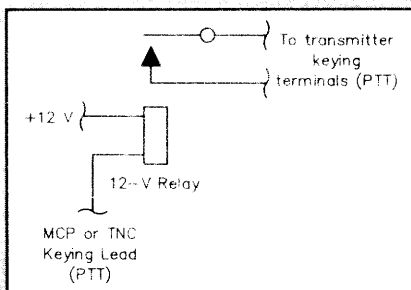 To transmitter
keying
terminals (PTT)
+12 V
12-V Relay
MCP or TNC
Keying Lead
(PTT)